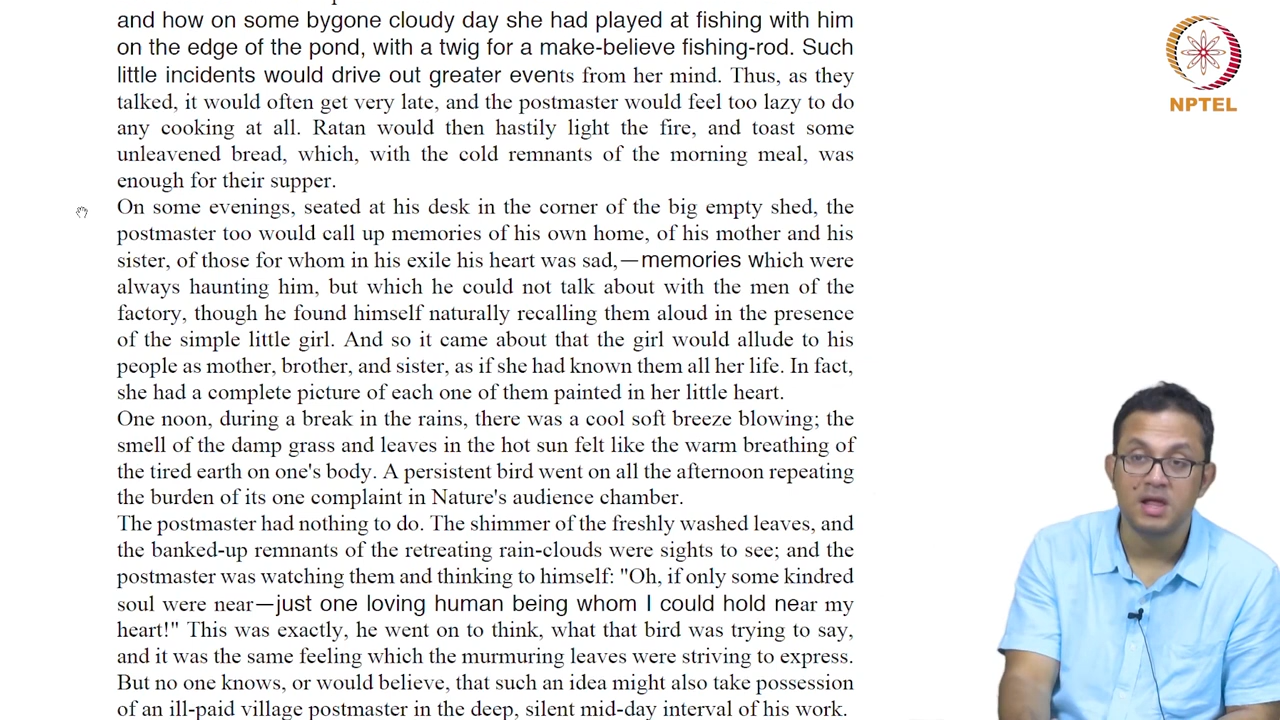 and how on some bygone cloudy day she had played at fishing with him
on the edge of the pond, with a twig for a make-believe fishing-rod. Such
little incidents would drive out greater events from her mind. Thus, as they
talked, it would often get very late, and the postmaster would feel too lazy to do
any cooking at all. Ratan would then hastily light the fire, and toast some
unleavened bread, which, with the cold remnants of the morning meal, was
enough for their supper.
On some evenings, seated at his desk in the corner of the big empty shed, the
postmaster too would call up memories of his own home, of his mother and his
sister, of those for whom in his exile his heart was sad,—memories which were
always haunting him, but which he could not talk about with the men of the
factory, though he found himself naturally recalling them aloud in the presence
of the simple little girl. And so it came about that the girl would allude to his
people as mother, brother, and sister, as if she had known them all her life. In fact,
she had a complete picture of each one of them painted in her little heart.
One noon, during a break in the rains, there was a cool soft breeze blowing; the
smell of the damp grass and leaves in the hot sun felt like the warm breathing of
the tired earth on one's body. A persistent bird went on all the afternoon repeating
the burden of its one complaint in Nature's audience chamber.
The postmaster had nothing to do. The shimmer of the freshly washed leaves, and
the banked-up remnants of the retreating rain-clouds were sights to see; and the
postmaster was watching them and thinking to himself: "Oh, if only some kindred
soul were near—just one loving human being whom I could hold near my
heart!" This was exactly, he went on to think, what that bird was trying to say,
and it was the same feeling which the murmuring leaves were striving to express.
But no one knows, or would believe, that such an idea might also take possession
of an ill-paid village postmaster in the deep, silent mid-day interval of his work.
NPTEL